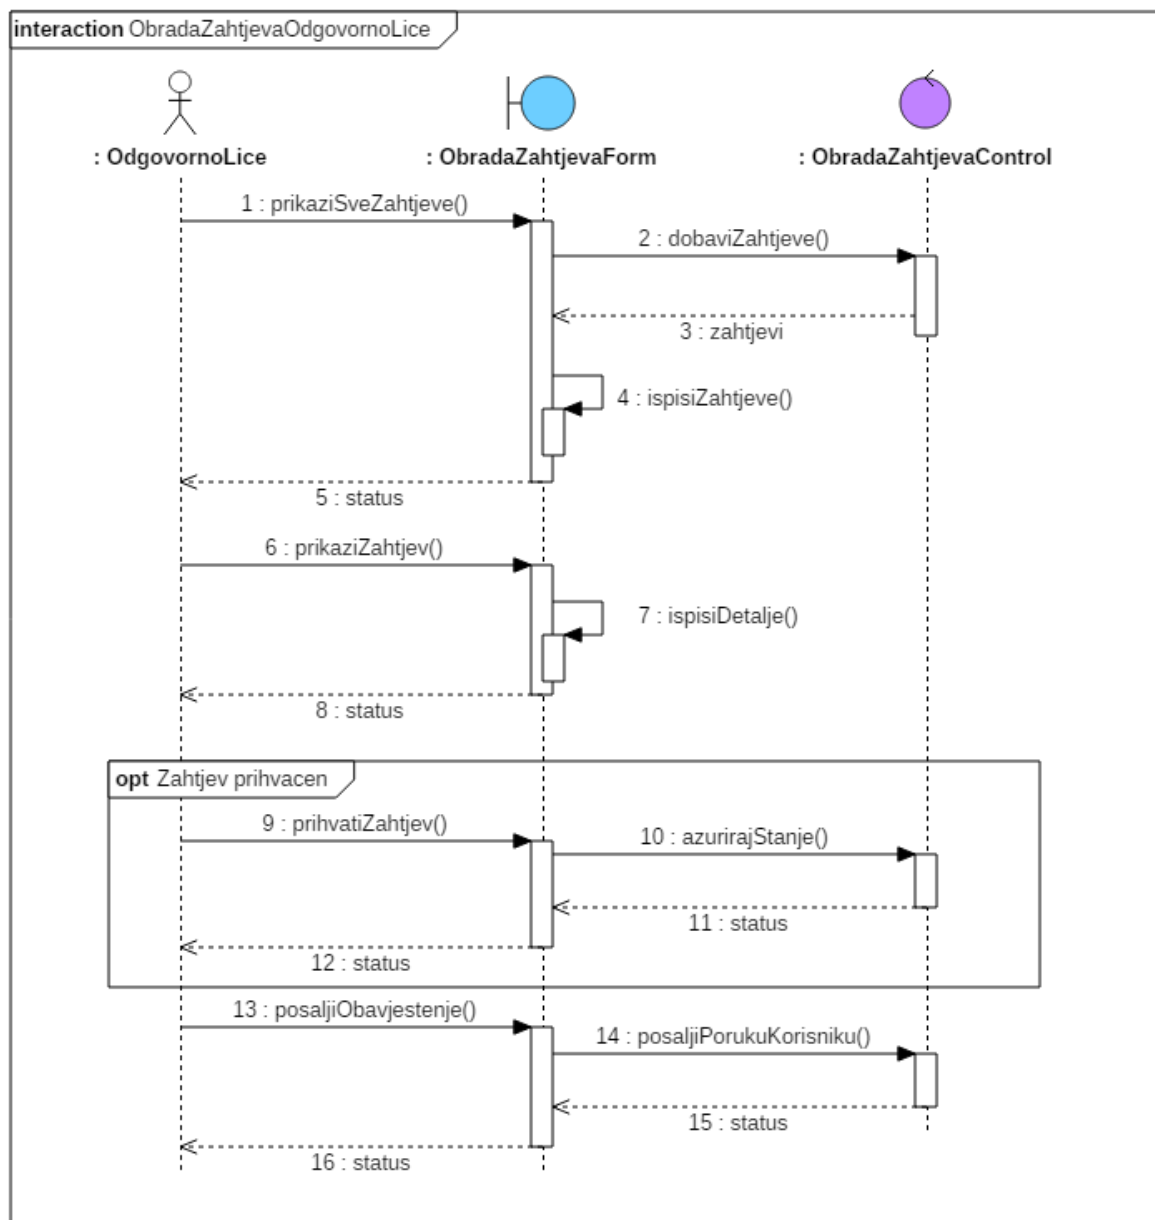 interaction ObradaZahtjevaOdgovornoLice
: OdgovornoLice
: ObradaZahtjevaForm
: ObradaZahtjevaControl
1 : prikaziSveZahtjeve()
2 : dobaviZahtjeve()
3 : zahtjevi
4 : ispisiZahtjeve()
5 : status
6 : prikaziZahtjev()
7 : ispisiDetalje()
8 : status
opt Zahtjev prihvacen
9 : prihvatiZahtjev()
10 : azurirajStanje()
11 : status
12 : status
13 : posaljiObavjestenje()
14 : posaljiPorukuKorisniku()
15 : status
16 : status